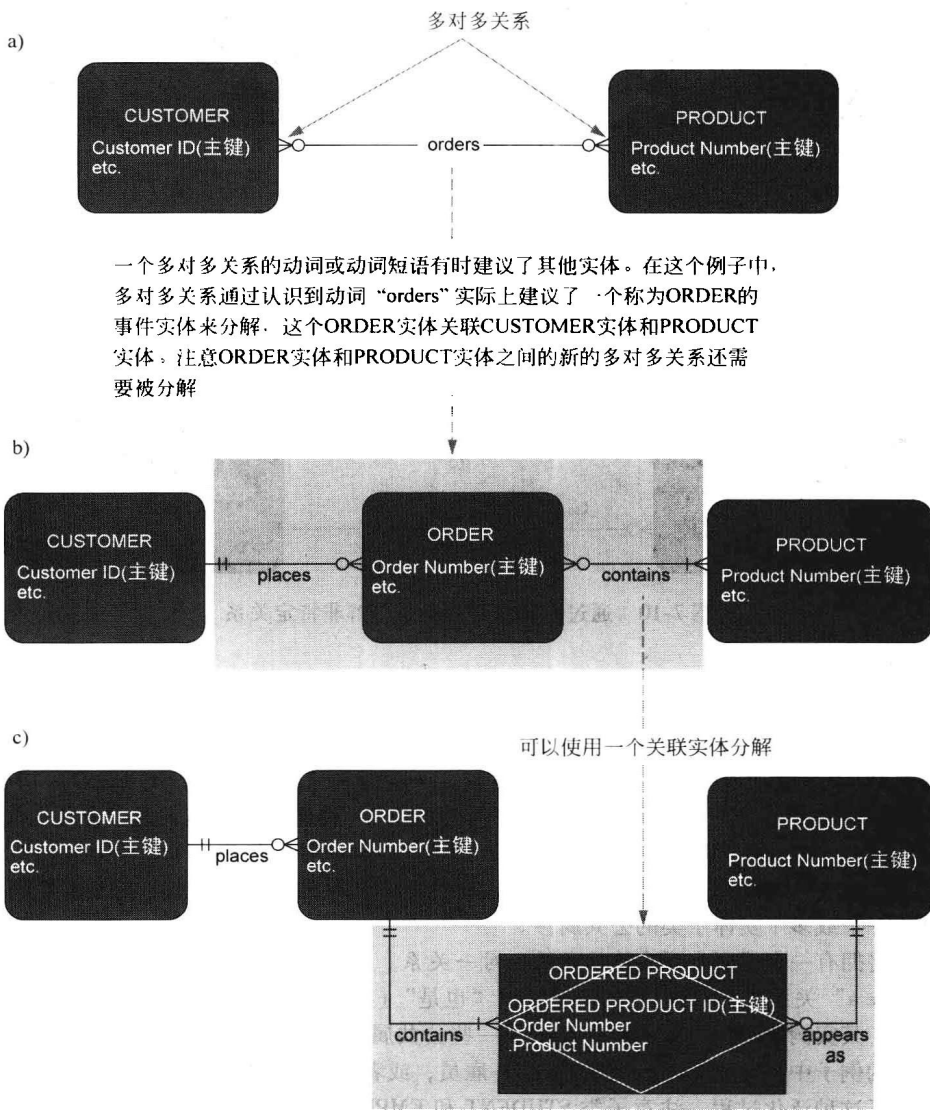 多对多关系
a)
CUSTOMER
Customer ID(主键)
etc.
orders
PRODUCT
Product Number(主键)
etc.
一个多对多关系的动词或动词短语有时建议了其他实体。在这个例子中,
多对多关系通过认识到动词“orders”实际上建议了一个称为ORDER的
事件实体来分解. 这个ORDER实体关联CUSTOMER实体和PRODUCT
实体。注意ORDER实体和PRODUCT实体之间的新的多对多关系还需
要被分解
b)
CUSTOMER
Customer ID(主键)
etc.
places
ORDER
Order Number(主键)
etc.
contains
PRODUCT
Product Number(主键)
etc.
c)
可以使用一个关联实体分解
CUSTOMER
Customer ID(主键)
etc.
places
ORDER
Order Number(主键)
etc.
PRODUCT
Product Number(主键)
etc.
contains
ORDERED PRODUCT
ORDERED PRODUCT ID(主键)
.Order Number
.Product Number
appears
as